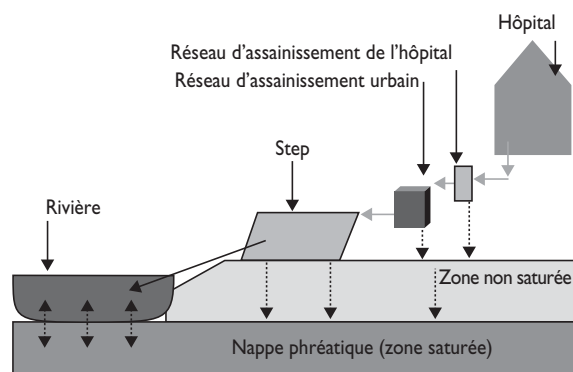 Hôpital
Réseau d’assainissement de l’hôpital
Réseau d’assainissement urbain
Step
Rivière
Zone non saturée
Nappe phréatique (zone saturée)